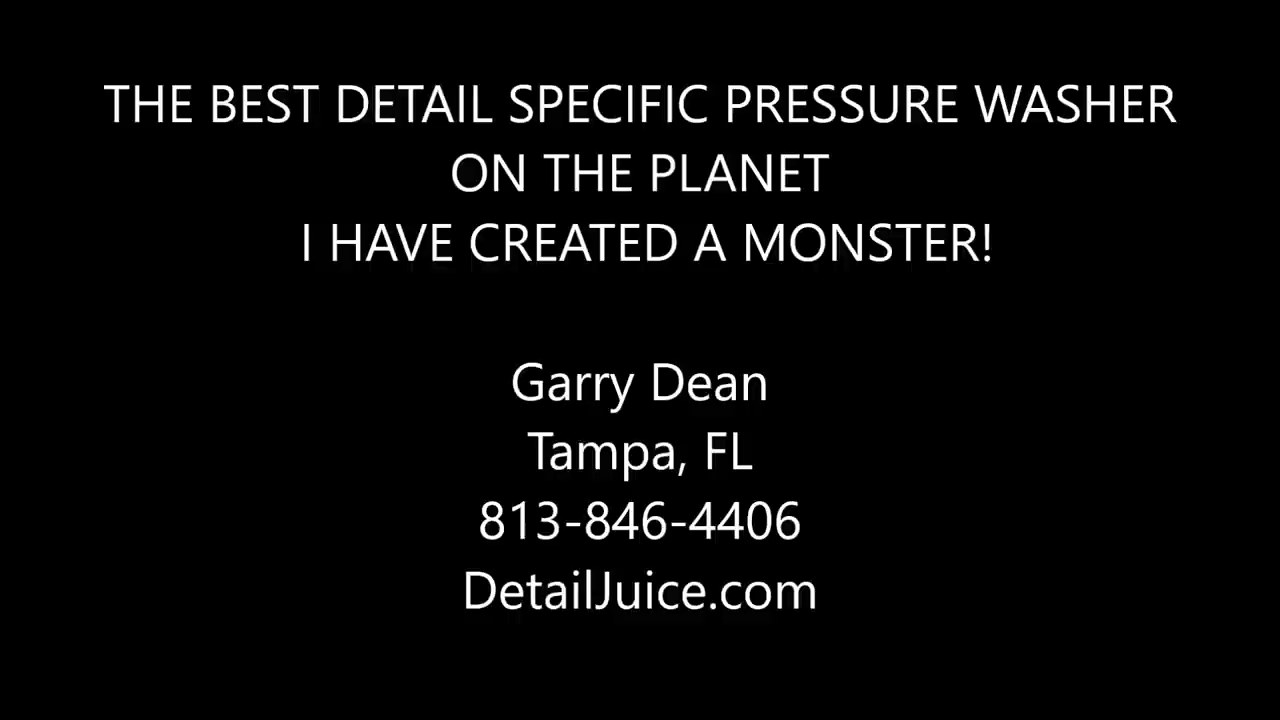 THE BEST DETAIL SPECIFIC PRESSURE WASHER
ON THE PLANET
I HAVE CREATED A MONSTER!
Garry Dean
Tampa, FL
813-846-4406
DetailJuice.com